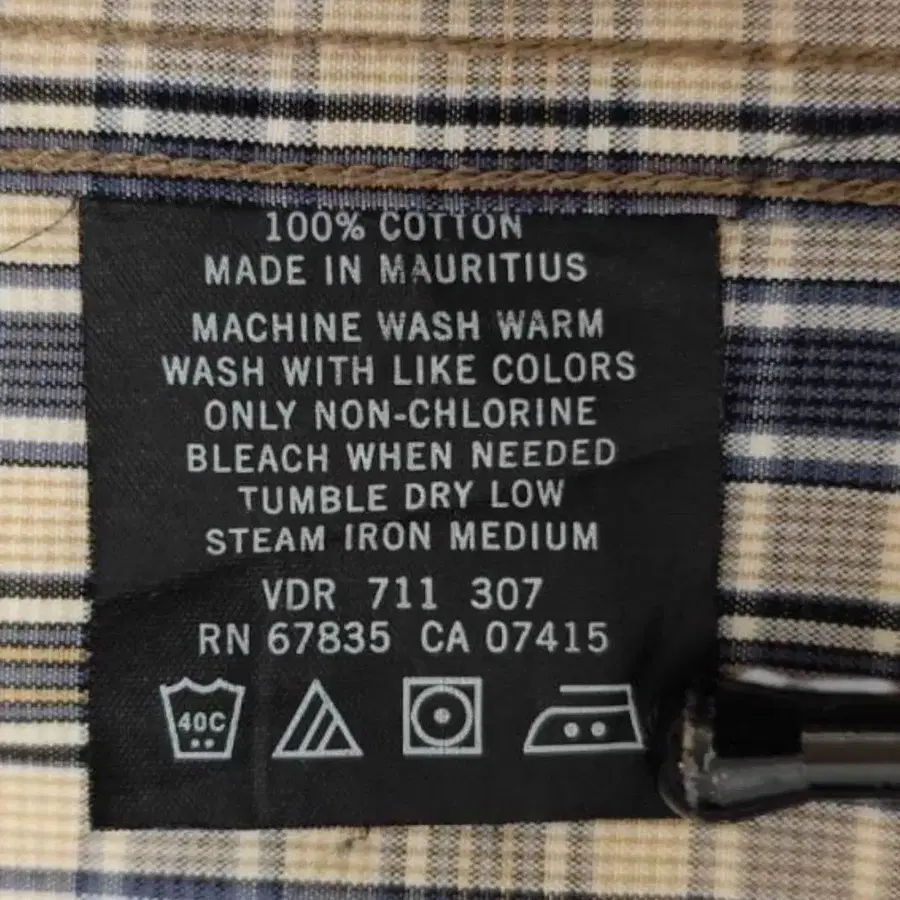 100% COTTON
MADE IN MAURITIUS
MACHINE WASH WARM
WASH WITH LIKE COLORS
ONLY NON-CHLORINE
BLEACH WHEN NEEDED
TUMBLE DRY LOW
STEAM IRON MEDIUM
VDR 711 307
RN 67835 CA 07415
40C